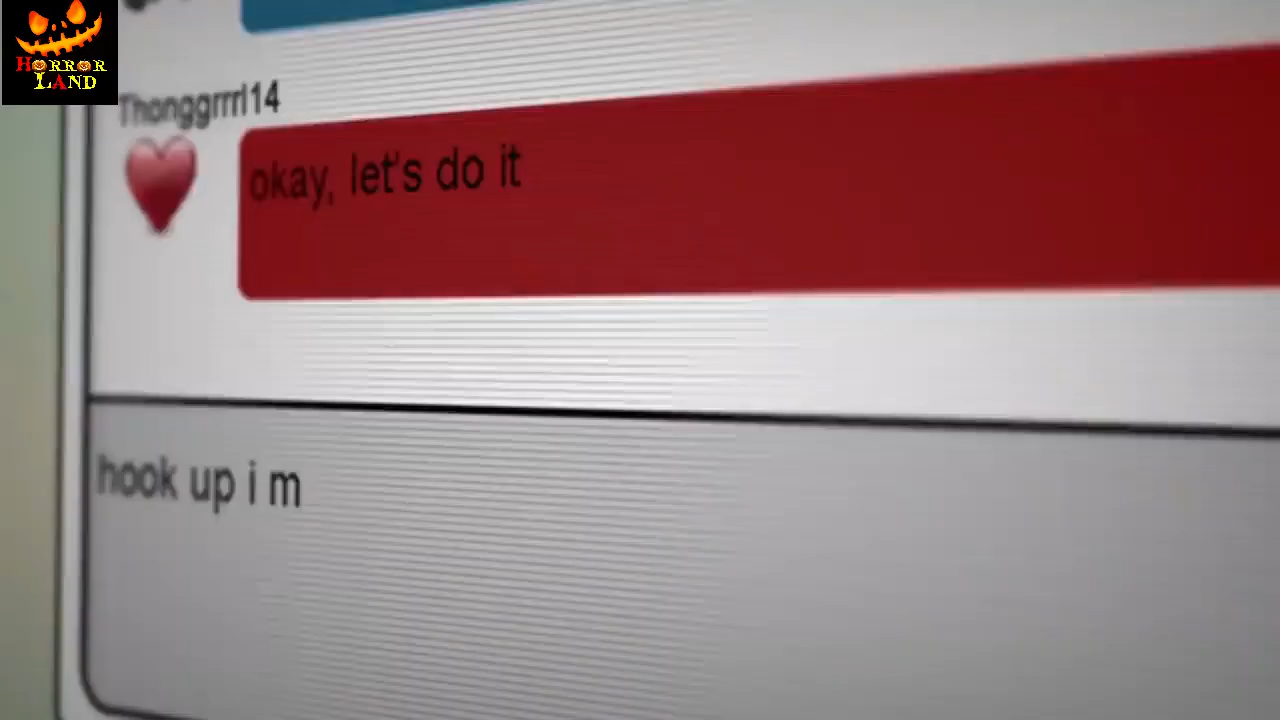 HORROR
LAND
Thonggrrrl14
okay, let's do it
hook up i m